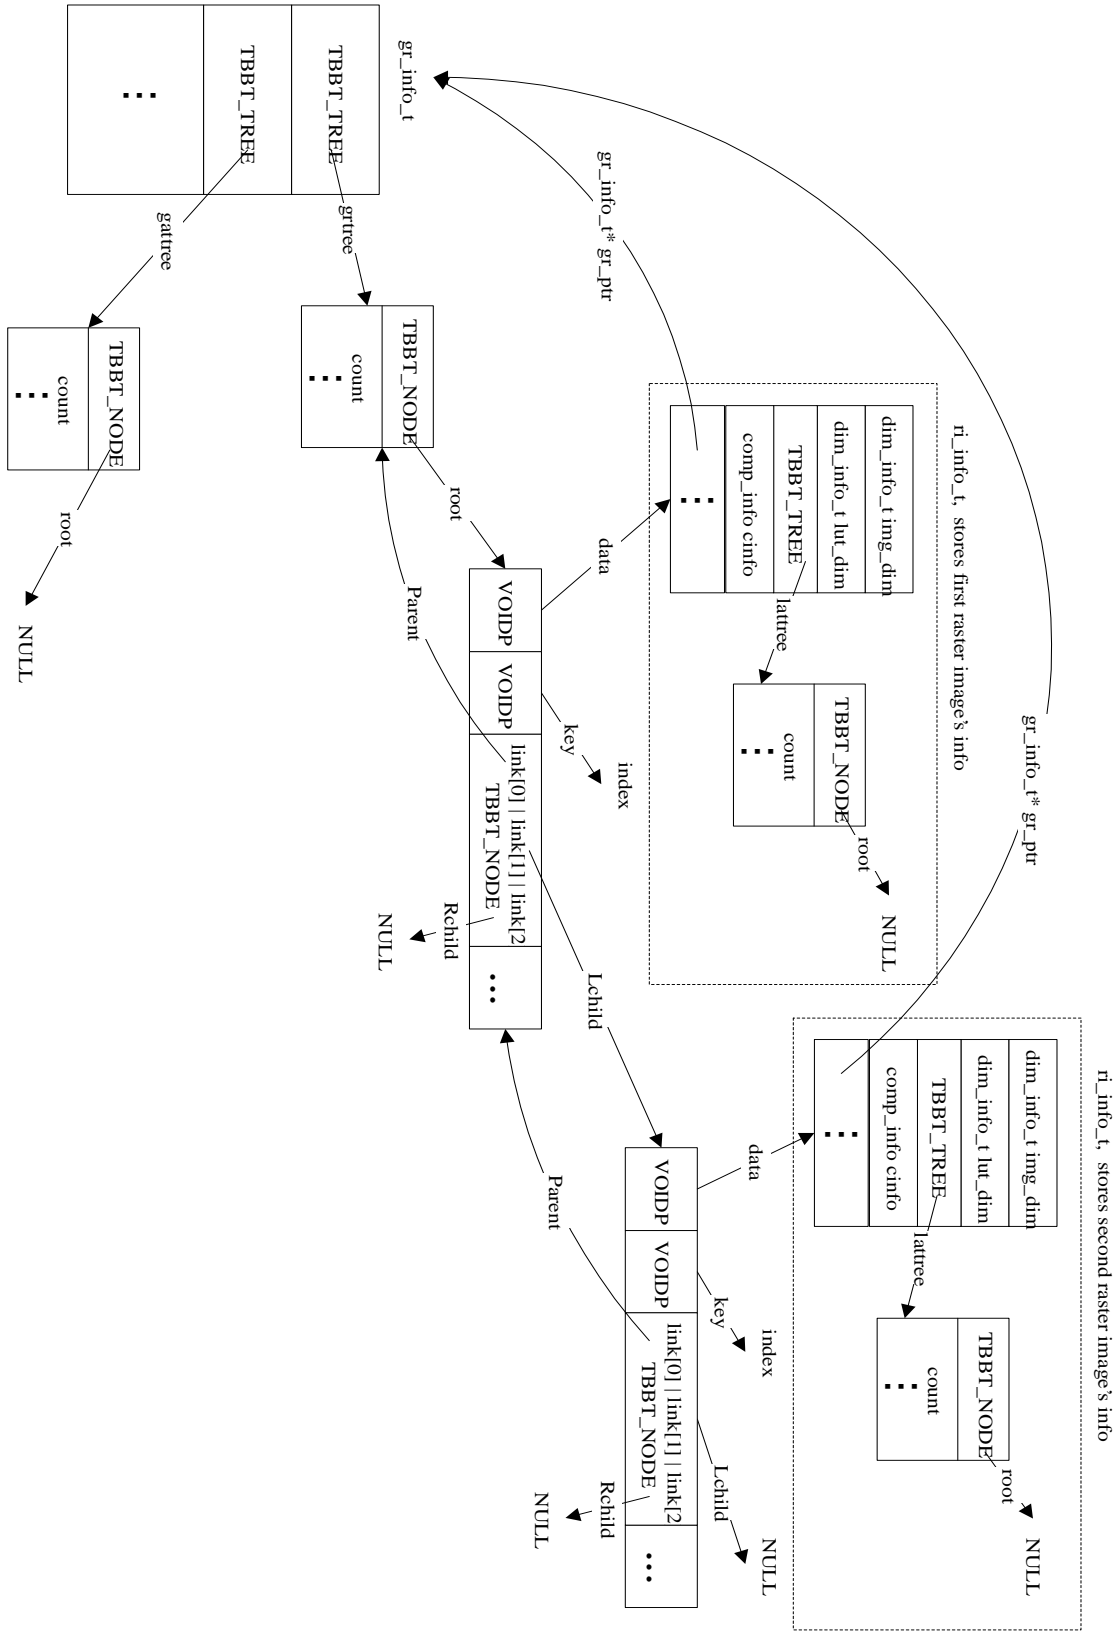 gr_info_t
TBBT_TREE
TBBT_TREE
...
grtree
gattree
TBBT_NODE
count
...
TBBT_NODE
count
...
root
root
NULL
gr_info_t* gr_ptr
gr_info_t* gr_ptr
ri_info_t, stores first raster image's info
dim_info_t img_dim
dim_info_t lut_dim
TBBT_TREE
comp_info cinfo
...
lattree
TBBT_NODE
count
...
root
NULL
data
VOIDP
VOIDP
link[0] | link[1] | link[2
TBBT_NODE
...
key
index
Parent
Lchild
Rchild
NULL
ri_info_t, stores second raster image's info
dim_info_t img_dim
dim_info_t lut_dim
TBBT_TREE
comp_info cinfo
...
lattree
TBBT_NODE
count
...
root
NULL
data
VOIDP
VOIDP
link[0] | link[1] | link[2
TBBT_NODE
...
key
index
Parent
Lchild
NULL
Rchild
NULL